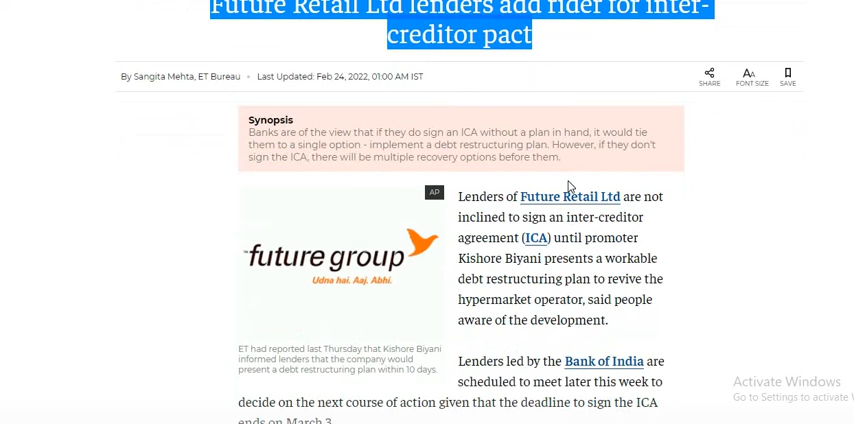 Future Retail Ltd lenders add rider for inter-
creditor pact
By Sangita Mehta, ET Bureau • Last Updated: Feb 24, 2022, 01:00 AM IST
SHARE
AA
FONT SIZE
SAVE
Synopsis
Banks are of the view that if they do sign an ICA without a plan in hand, it would tie
them to a single option - implement a debt restructuring plan. However, if they don't
sign the ICA, there will be multiple recovery options before them.
AP
future group
Udna hai. Aaj. Abhi.
ET had reported last Thursday that Kishore Biyani
informed lenders that the company would
present a debt restructuring plan within 10 days.
Lenders of Future Retail Ltd are not
inclined to sign an inter-creditor
agreement (ICA) until promoter
Kishore Biyani presents a workable
debt restructuring plan to revive the
hypermarket operator, said people
aware of the development.
Lenders led by the Bank of India are
scheduled to meet later this week to
decide on the next course of action given that the deadline to sign the ICA
ends on March 3.
Activate Windows
Go to Settings to activate W